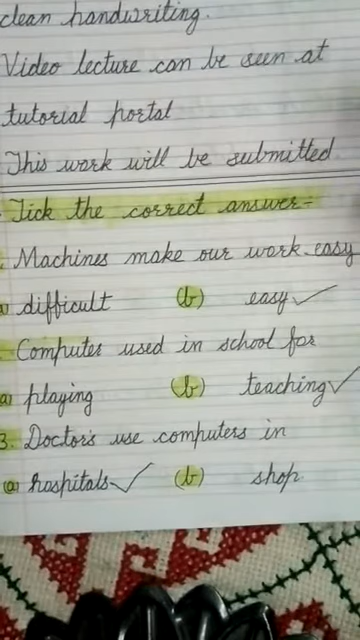 clean handwriting.
Video lecture can be seen at
tutorial portal
This work will be submitted.
Tick the correct answer:-
. Machines make our work easy
a) difficult (b) easy ✓
. Computer used in school for
(a) playing (b) teaching ✓
3. Doctor's use computers in
(a) hospitals ✓ (b) shop.